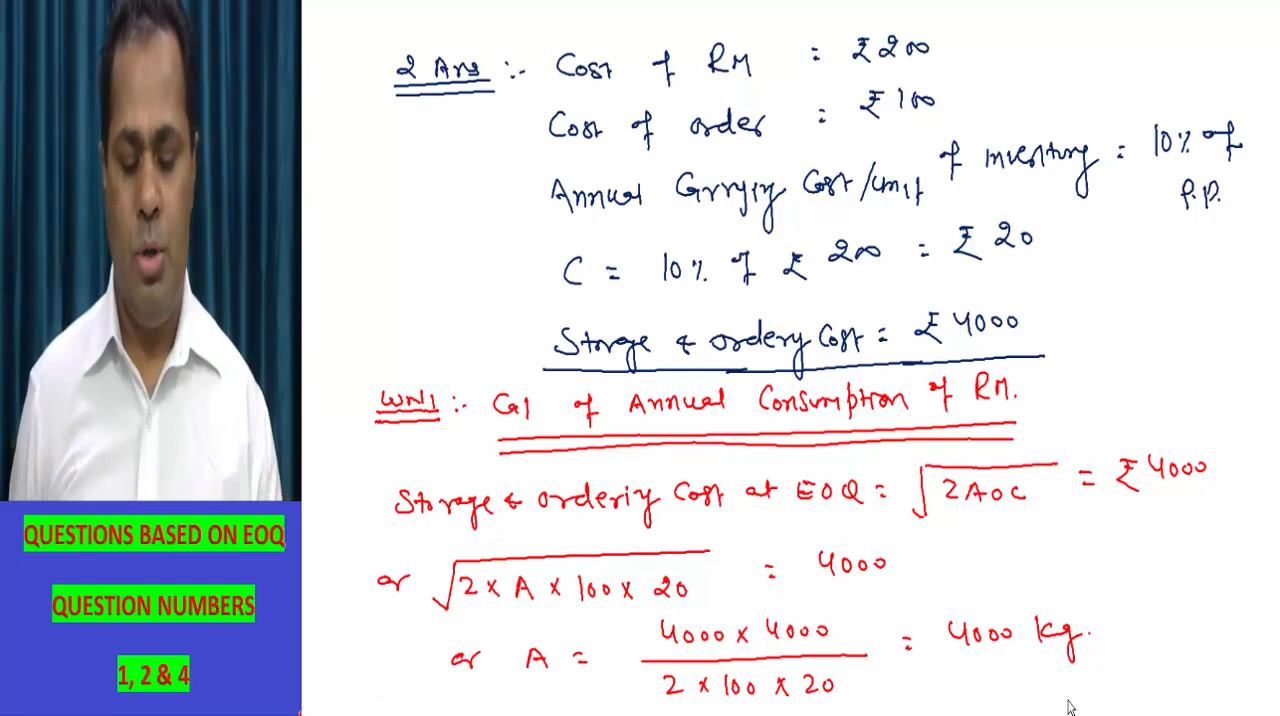 2 Ans :- Cost of RM = ₹ 200
Cost of order = ₹ 100
Annual Carrying Cost/unit of inventory = 10% of
P.P.
C = 10% of ₹ 200 = ₹ 20
Storage & ordery Cost = ₹ 4000
WN1 :- Cal of Annual Consumption of RM.
Storage & ordering Cost at EOQ = √2AOC = ₹ 4000
or √2 × A × 100 × 20 = 4000
or A = 4000 × 4000 / 2 × 100 × 20 = 4000 kg.
QUESTIONS BASED ON EOQ
QUESTION NUMBERS
1, 2 & 4